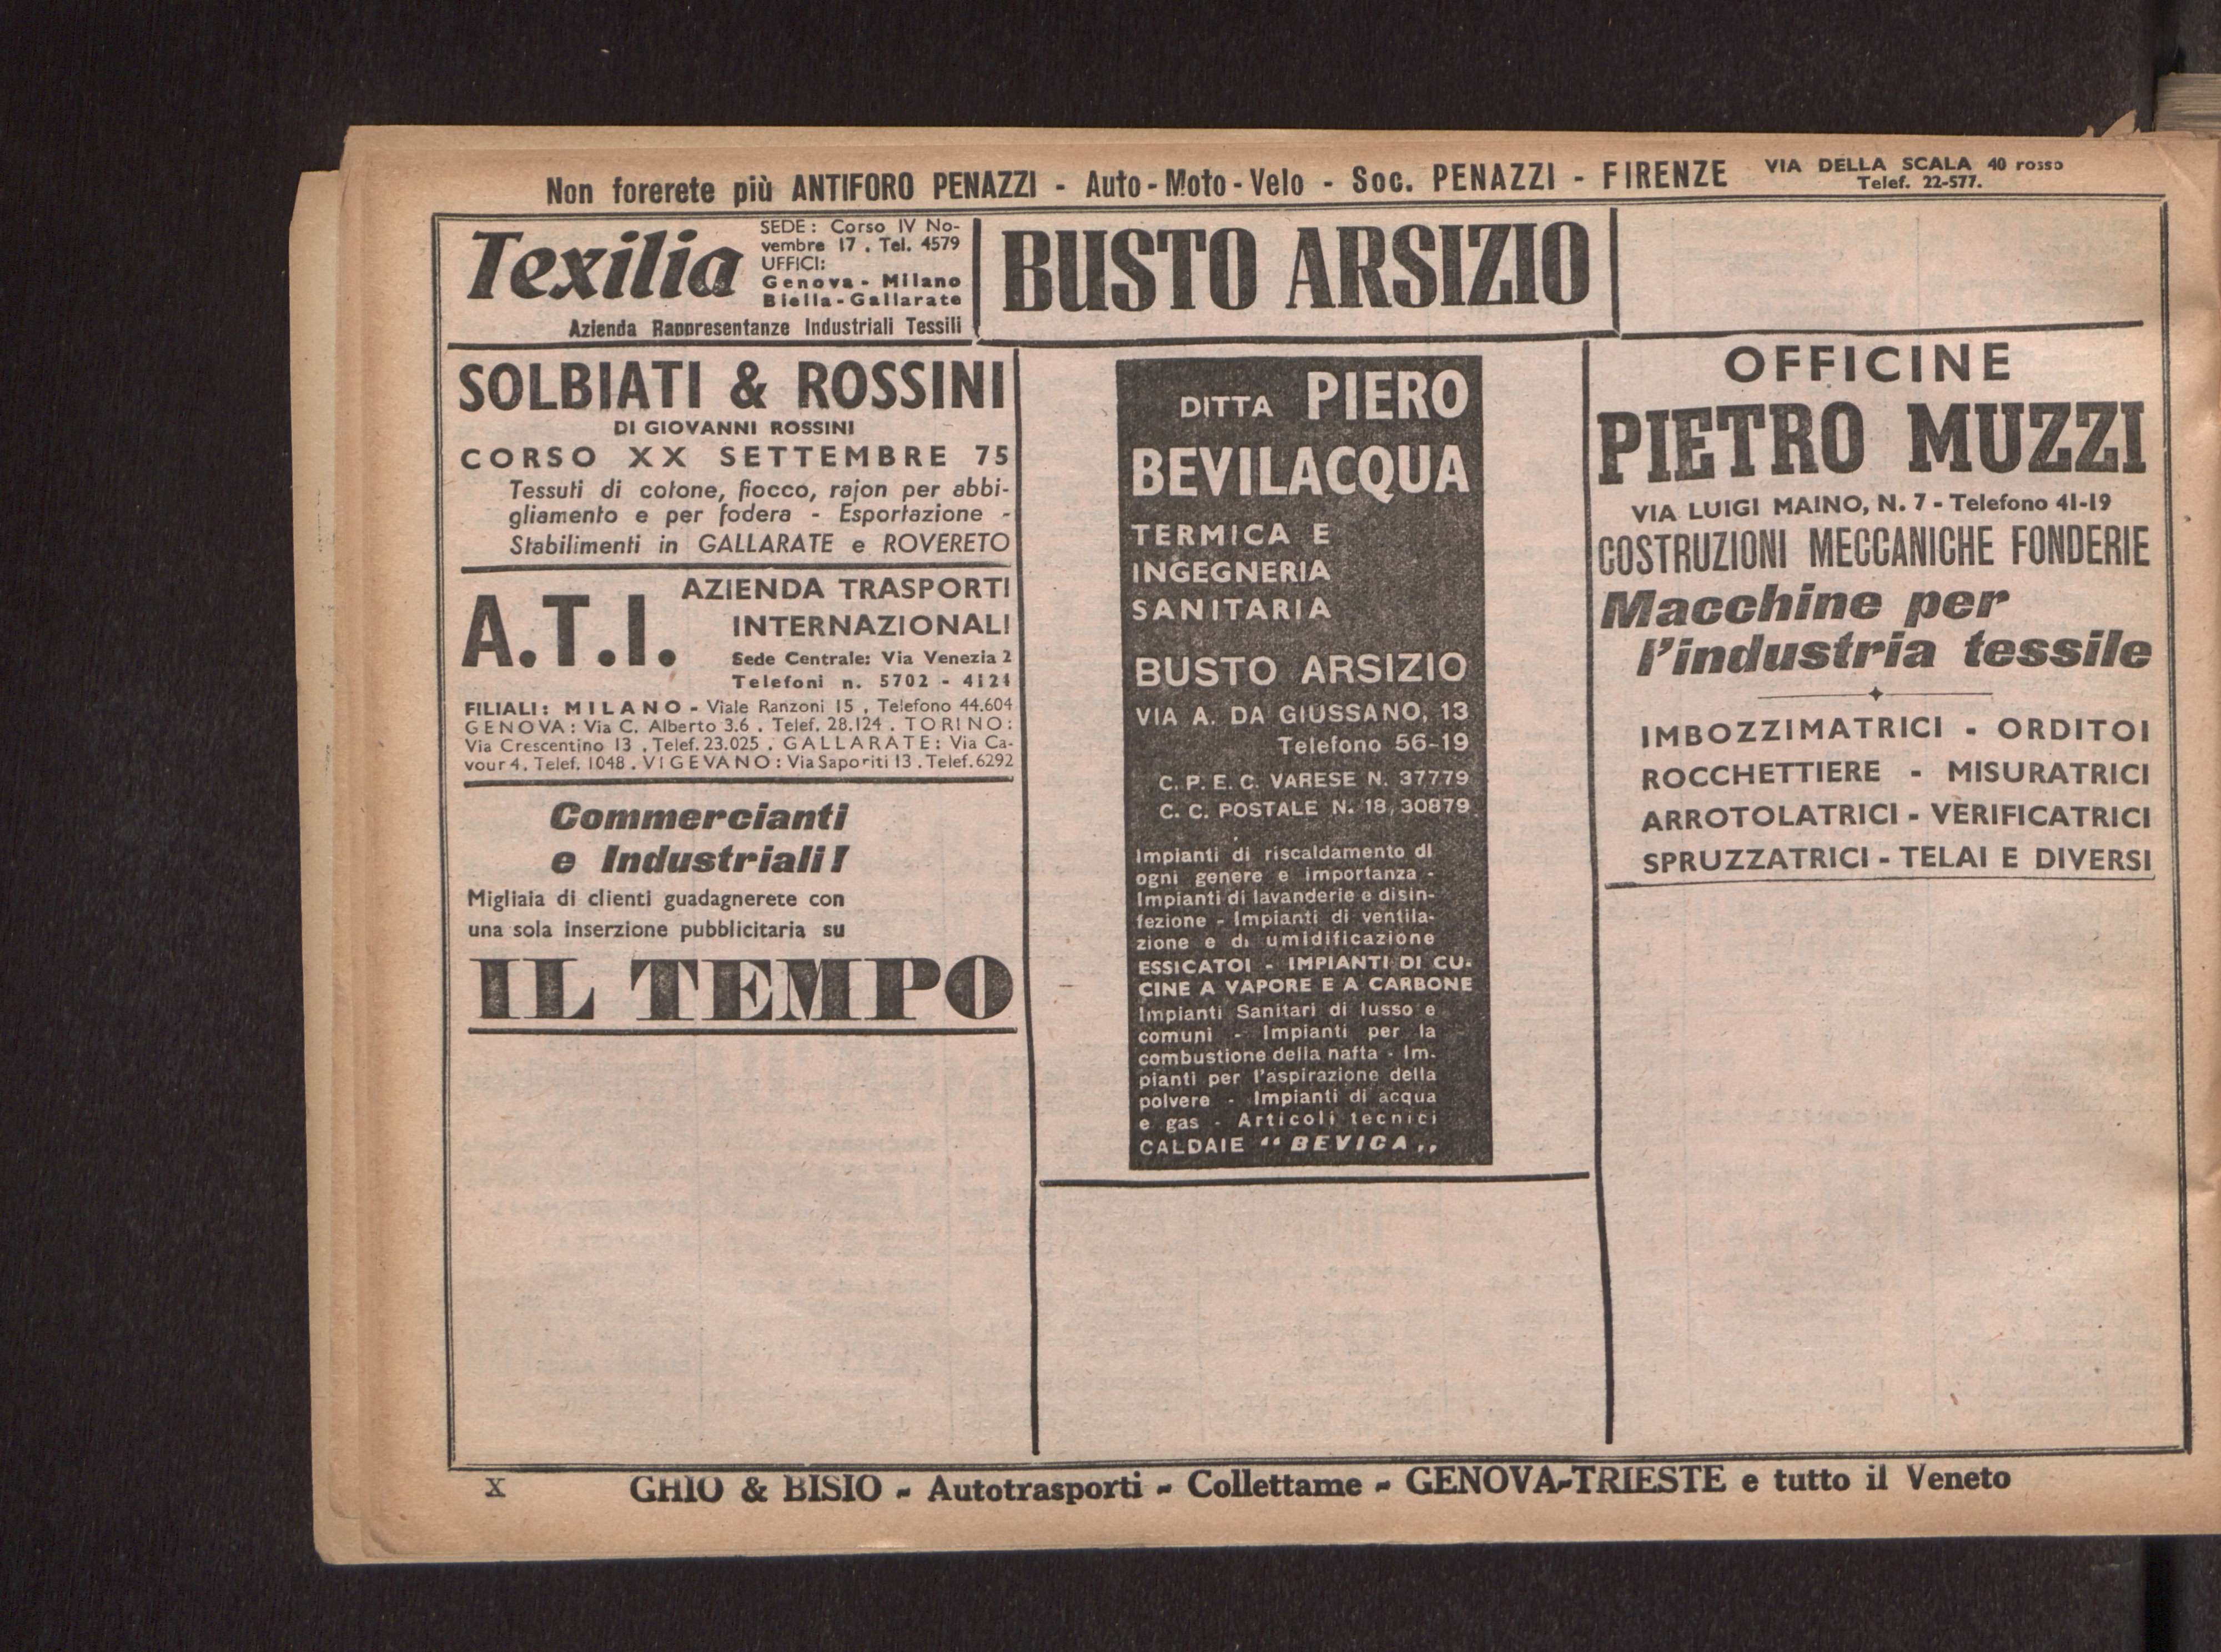 Non forerete più ANTIFORO PENAZZI - Auto-Moto-Velo - Soc. PENAZZI - FIRENZE VIA DELLA SCALA 40 rosso
Telef. 22-577.
Texilia
SEDE: Corso IV No-
vembre 17 . Tel. 4579
UFFICI:
Genova - Milano
Biella - Gallarate
Azienda Rappresentanze Industriali Tessili
BUSTO ARSIZIO
SOLBIATI & ROSSINI
DI GIOVANNI ROSSINI
CORSO XX SETTEMBRE 75
Tessuti di cotone, fiocco, rajon per abbi-
gliamento e per fodera - Esportazione -
Stabilimenti in GALLARATE e ROVERETO
A.T.I.
AZIENDA TRASPORTI
INTERNAZIONALI
Sede Centrale: Via Venezia 2
Telefoni n. 5702 - 4121
FILIALI: MILANO - Viale Ranzoni 15 , Telefono 44.604
GENOVA: Via C. Alberto 3.6 . Telef. 28.124 . TORINO:
Via Crescentino 13 . Telef. 23.025 . GALLARATE: Via Ca-
vour 4. Telef. 1048 . VIGEVANO: Via Saporiti 13 . Telef. 6292
Commercianti
e Industriali!
Migliaia di clienti guadagnerete con
una sola inserzione pubblicitaria su
IL TEMPO
DITTA PIERO
BEVILACQUA
TERMICA E
INGEGNERIA
SANITARIA
BUSTO ARSIZIO
VIA A. DA GIUSSANO, 13
Telefono 56-19
C. P. E. C. VARESE N. 37779
C. C. POSTALE N. 18,30879
Impianti di riscaldamento di
ogni genere e importanza -
Impianti di lavanderie e disin-
fezione - Impianti di ventila-
zione e di umidificazione
ESSICATOI - IMPIANTI DI CU-
CINE A VAPORE E A CARBONE
Impianti Sanitari di lusso e
comuni - Impianti per la
combustione della nafta - Im-
pianti per l'aspirazione della
polvere - Impianti di acqua
e gas - Articoli tecnici
CALDAIE “ BEVICA „
OFFICINE
PIETRO MUZZI
VIA LUIGI MAINO, N. 7 - Telefono 41-19
COSTRUZIONI MECCANICHE FONDERIE
Macchine per
l'industria tessile
IMBOZZIMATRICI - ORDITOI
ROCCHETTIERE - MISURATRICI
ARROTOLATRICI - VERIFICATRICI
SPRUZZATRICI - TELAI E DIVERSI
X GHIO & BISIO - Autotrasporti - Collettame - GENOVA-TRIESTE e tutto il Veneto